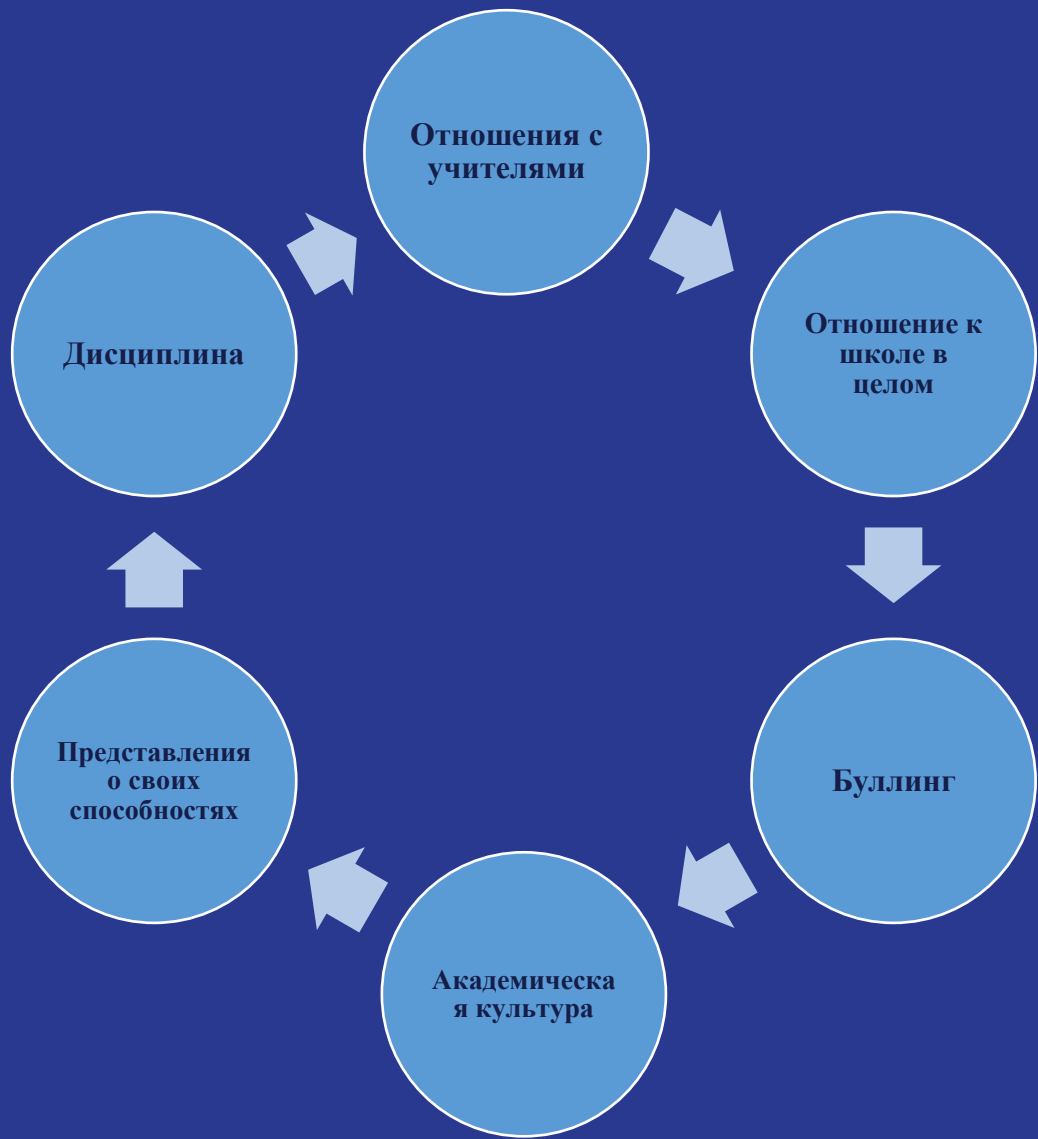 Отношения с
учителями
Отношение к
школе в
целом
Буллинг
Академическа
я культура
Представления
о своих
способностях
Дисциплина